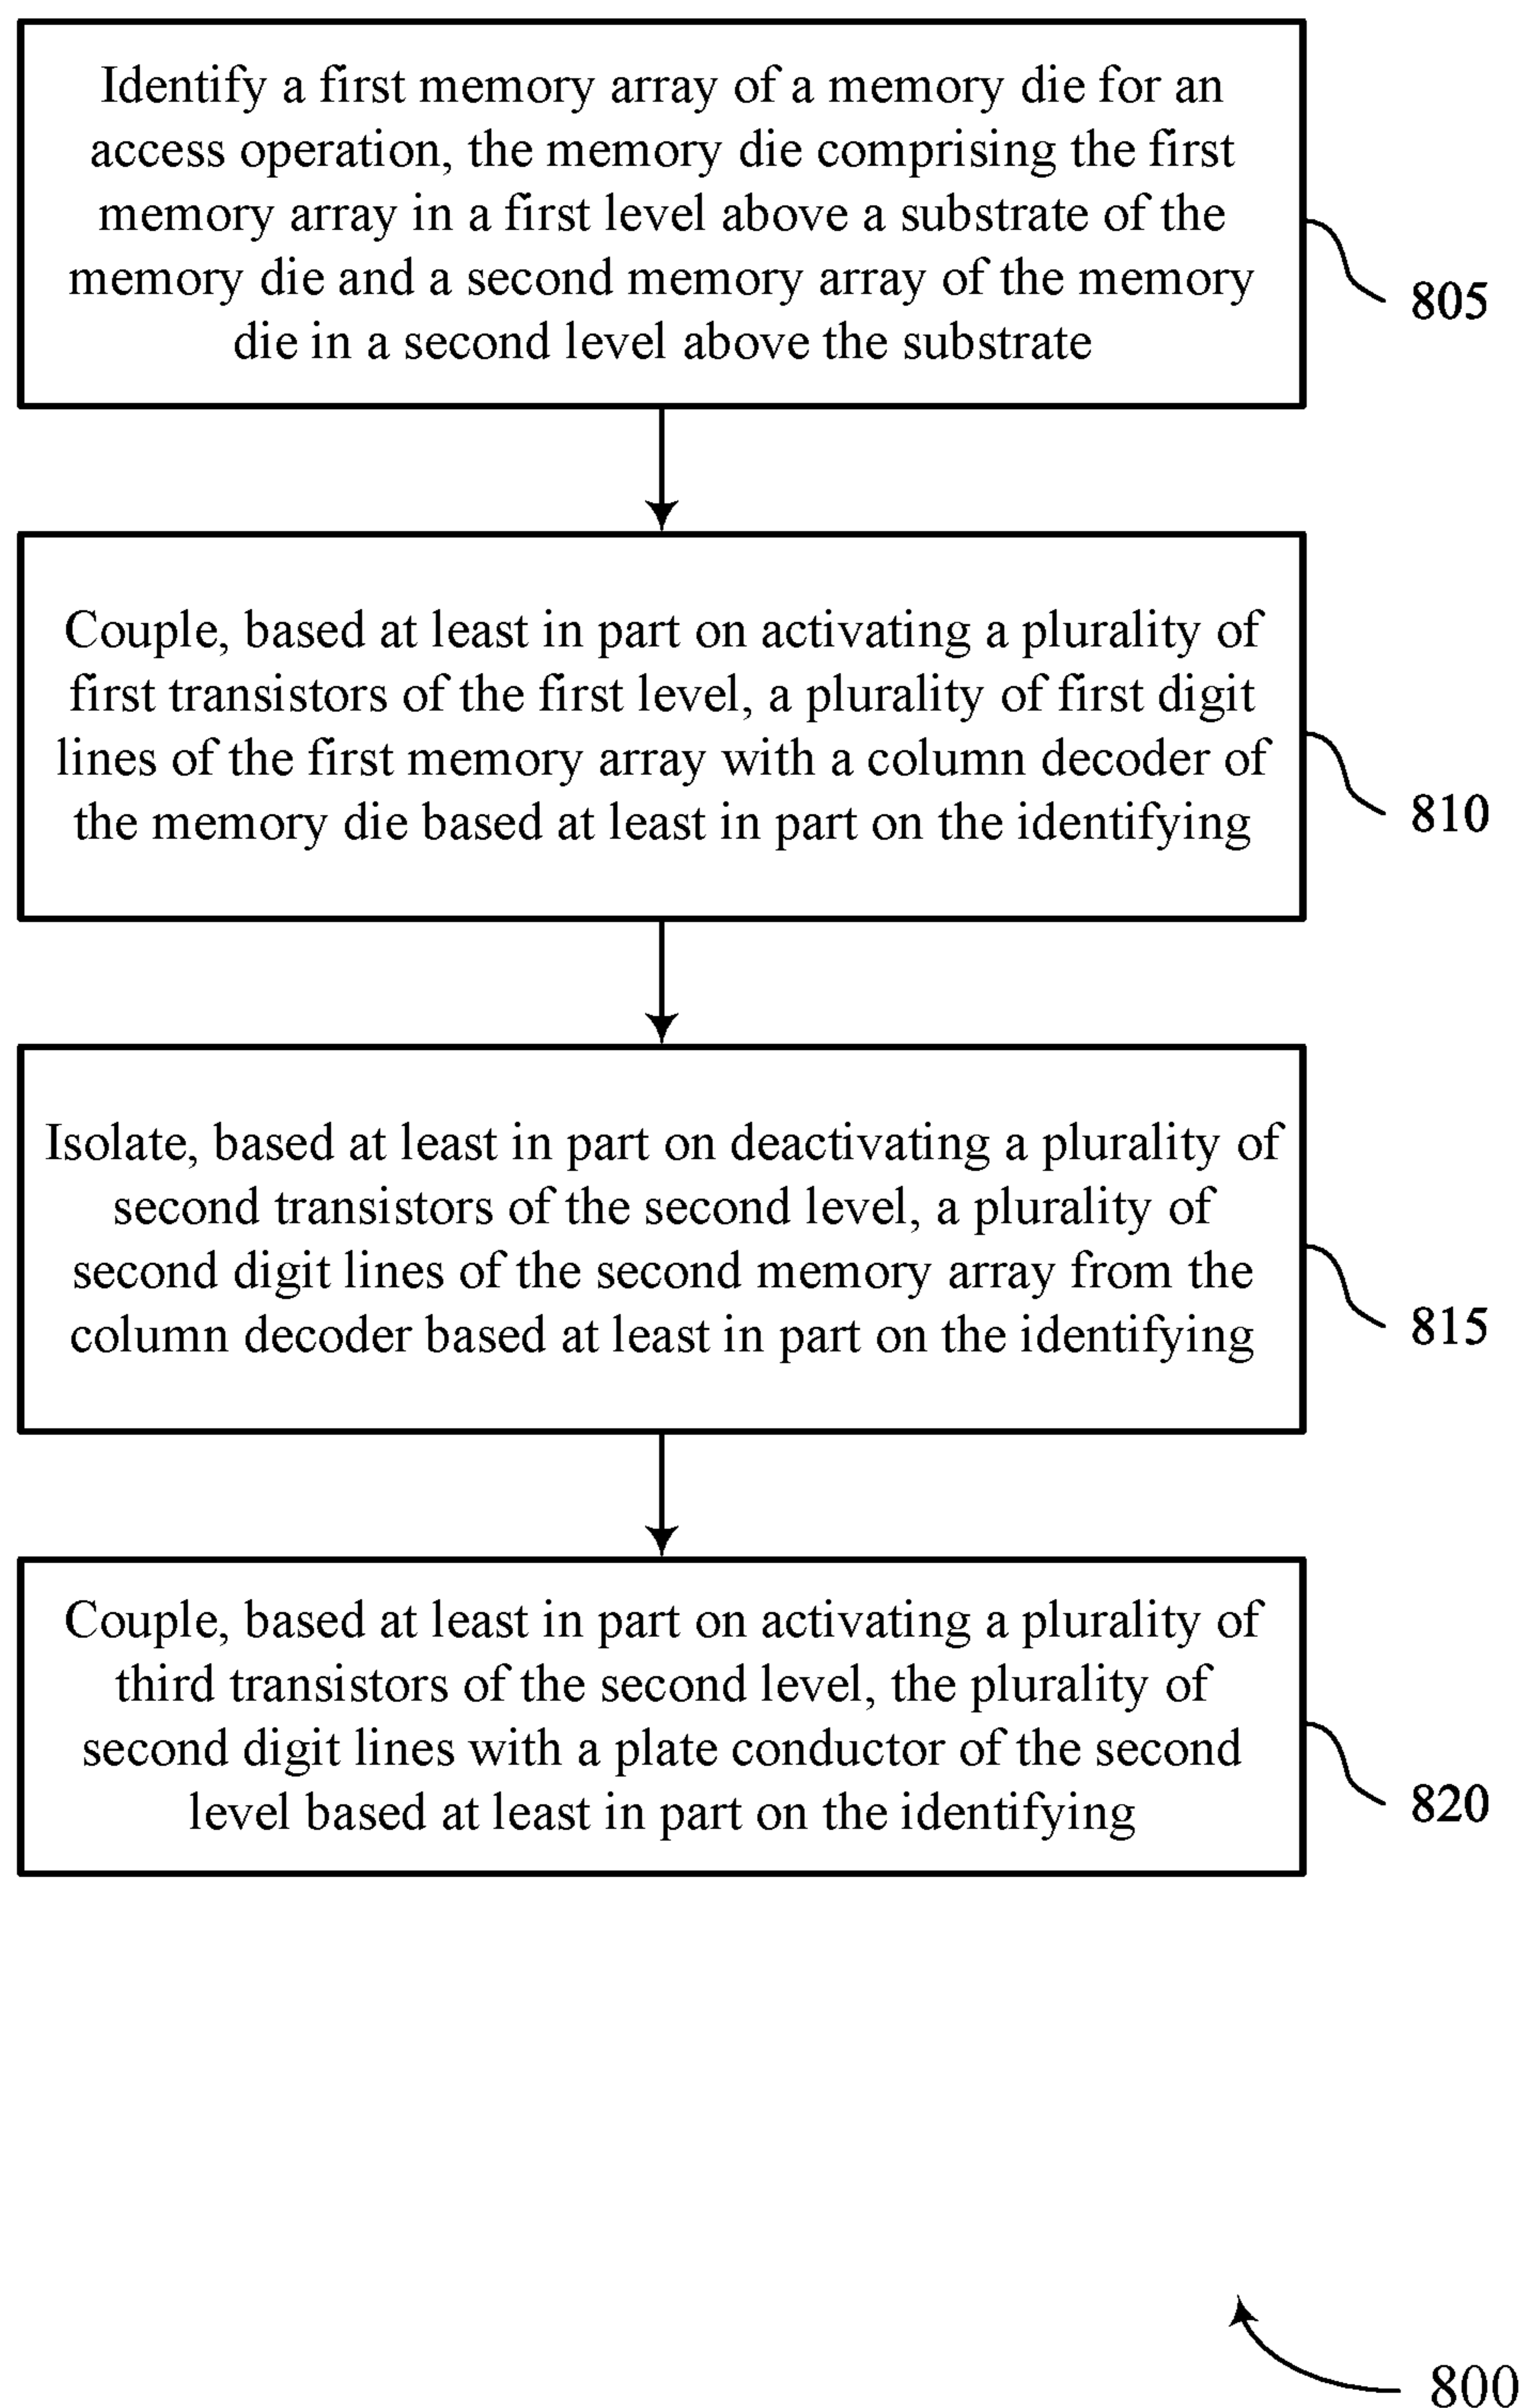 Identify a first memory array of a memory die for an
access operation, the memory die comprising the first
memory array in a first level above a substrate of the
memory die and a second memory array of the memory
die in a second level above the substrate
805
Couple, based at least in part on activating a plurality of
first transistors of the first level, a plurality of first digit
lines of the first memory array with a column decoder of
the memory die based at least in part on the identifying
810
Isolate, based at least in part on deactivating a plurality of
second transistors of the second level, a plurality of
second digit lines of the second memory array from the
column decoder based at least in part on the identifying
815
Couple, based at least in part on activating a plurality of
third transistors of the second level, the plurality of
second digit lines with a plate conductor of the second
level based at least in part on the identifying
820
800